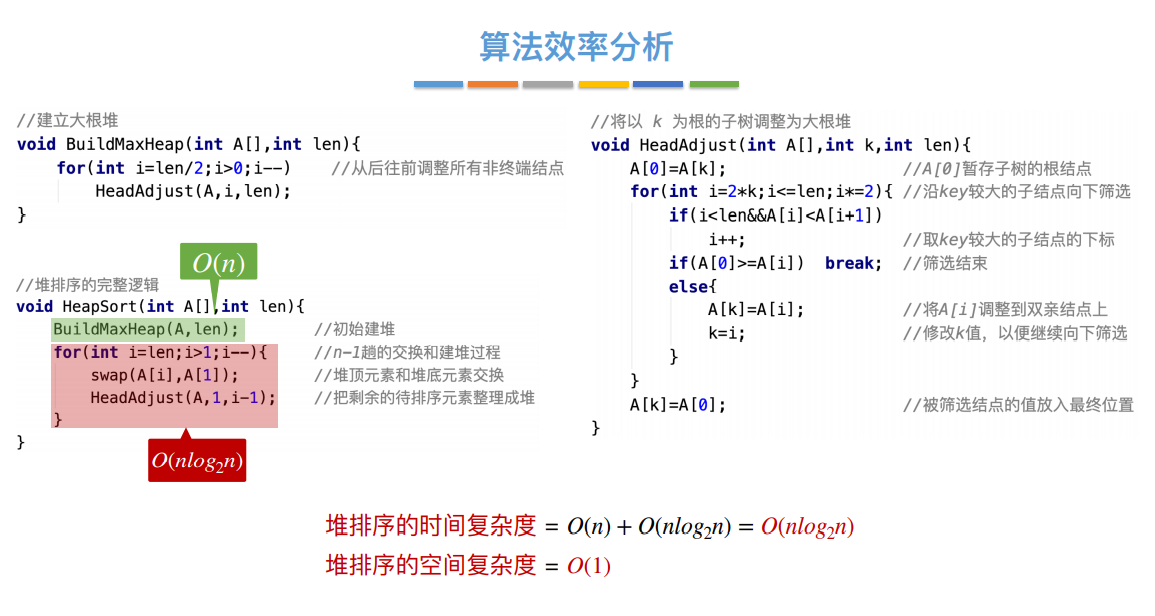 算法效率分析
//建立大根堆
void BuildMaxHeap(int A[],int len){
for(int i=len/2;i>0;i--) //从后往前调整所有非终端结点
HeadAdjust(A,i,len);
}
O(n)
//堆排序的完整逻辑
void HeapSort(int A[],int len){
BuildMaxHeap(A,len); //初始建堆
for(int i=len;i>1;i--){ //n-1趟的交换和建堆过程
swap(A[i],A[1]); //堆顶元素和堆底元素交换
HeadAdjust(A,1,i-1); //把剩余的待排序元素整理成堆
}
}
O(nlog₂n)
//将以 k 为根的子树调整为大根堆
void HeadAdjust(int A[],int k,int len){
A[0]=A[k]; //A[0]暂存子树的根结点
for(int i=2*k;i<=len;i*=2){ //沿key较大的子结点向下筛选
if(i<len&&A[i]<A[i+1])
i++; //取key较大的子结点的下标
if(A[0]>=A[i]) break; //筛选结束
else{
A[k]=A[i]; //将A[i]调整到双亲结点上
k=i; //修改k值，以便继续向下筛选
}
}
A[k]=A[0]; //被筛选结点的值放入最终位置
}
堆排序的时间复杂度 = O(n) + O(nlog₂n) = O(nlog₂n)
堆排序的空间复杂度 = O(1)